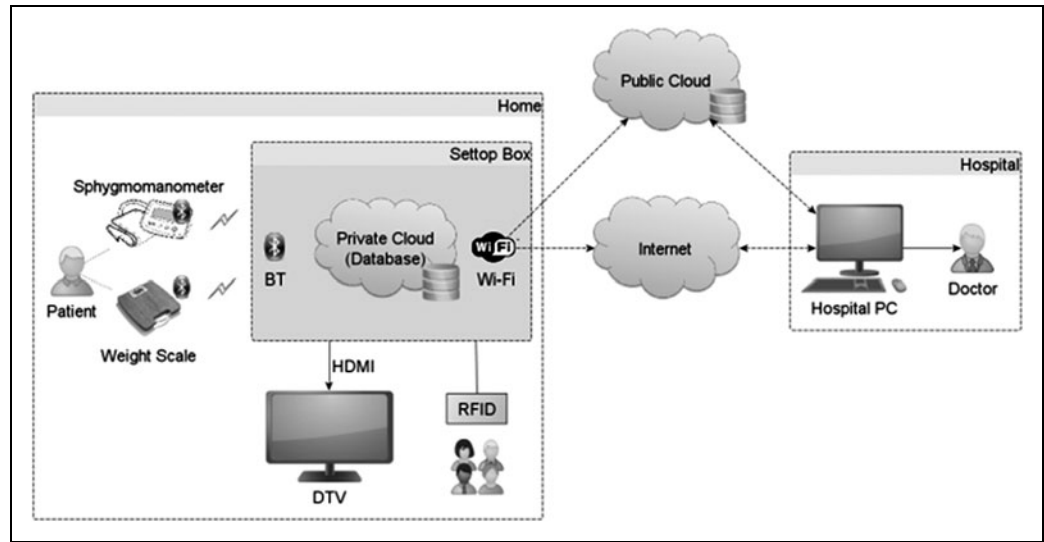 Public Cloud
Home
Settop Box
Hospital
Sphygmomanometer
Private Cloud
(Database)
WiFi
Internet
BT
Wi-Fi
Patient
Hospital PC
Doctor
Weight Scale
HDMI
RFID
DTV